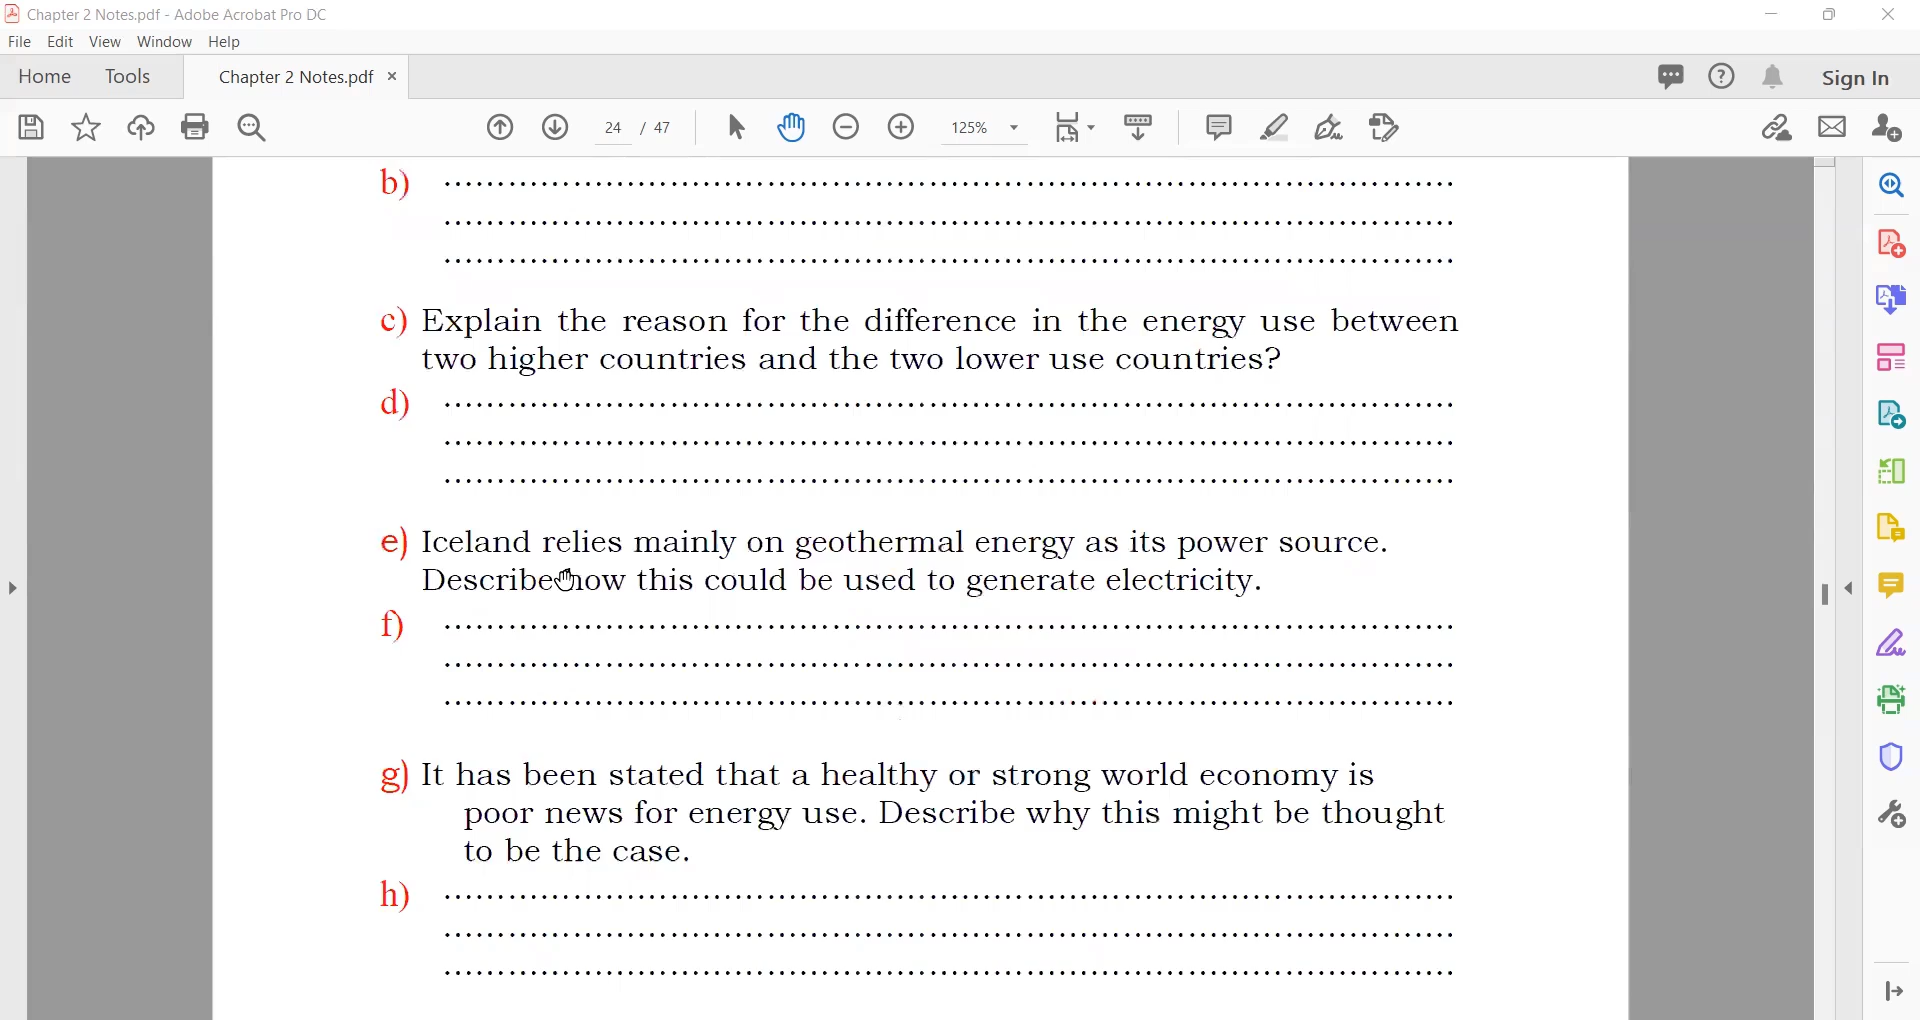 Chapter 2 Notes.pdf - Adobe Acrobat Pro DC
File Edit View Window Help
Home Tools Chapter 2 Notes.pdf × Sign In
24 / 47 125%
b) ........................................................................
........................................................................
........................................................................
c) Explain the reason for the difference in the energy use between
two higher countries and the two lower use countries?
d) ........................................................................
........................................................................
........................................................................
e) Iceland relies mainly on geothermal energy as its power source.
Describe how this could be used to generate electricity.
f) ........................................................................
........................................................................
........................................................................
g) It has been stated that a healthy or strong world economy is
poor news for energy use. Describe why this might be thought
to be the case.
h) ........................................................................
........................................................................
........................................................................